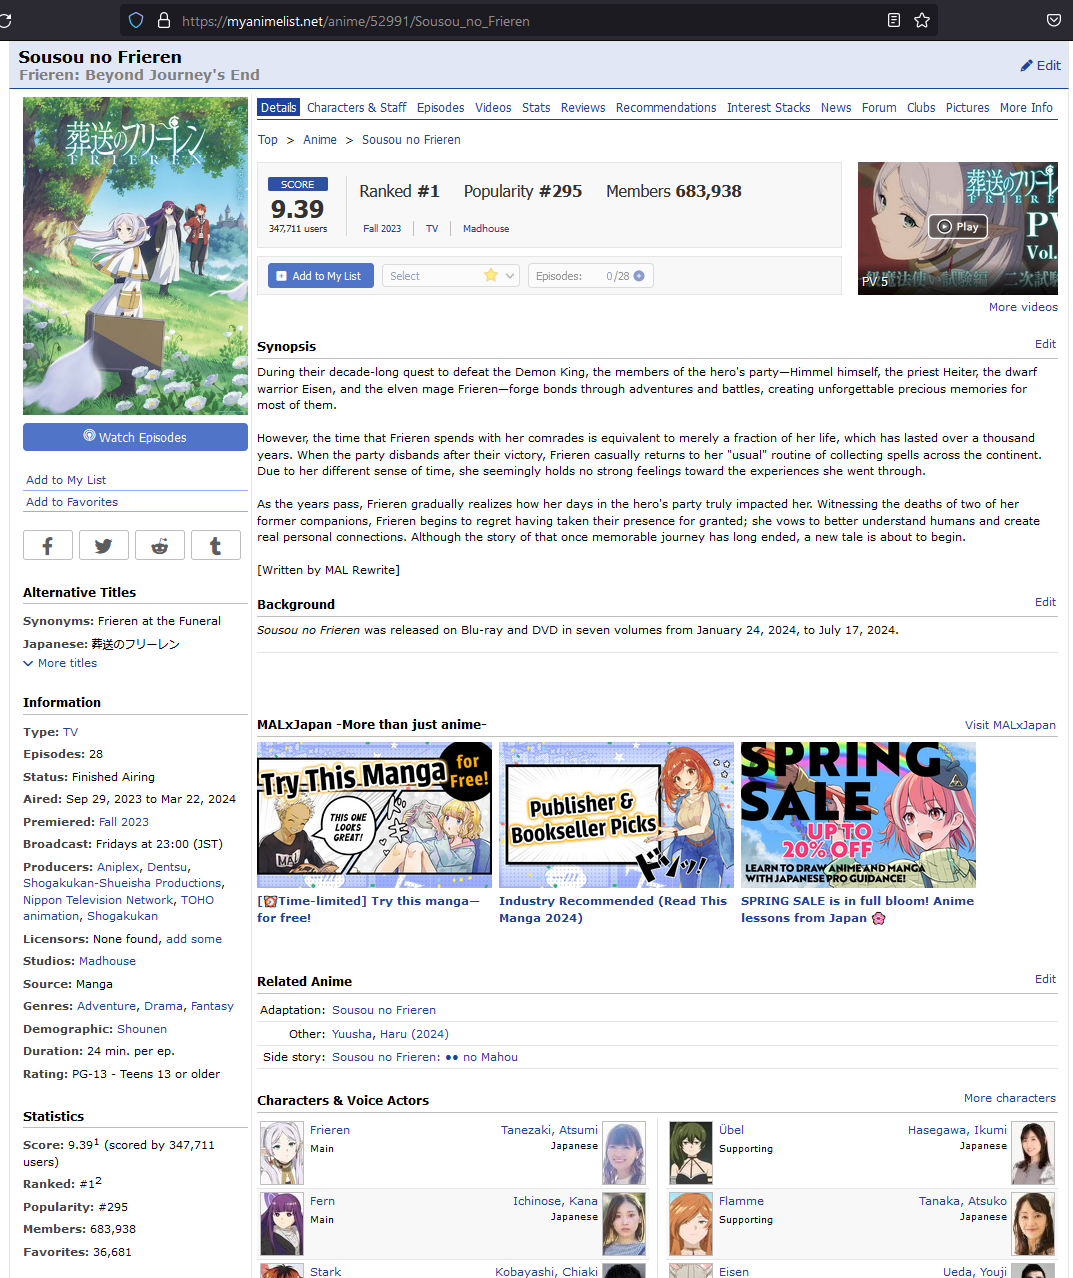 https://myanimelist.net/anime/52991/Sousou_no_Frieren
Sousou no Frieren
Frieren: Beyond Journey's End
Edit
葬送のフリーレン
FRIEREN
Watch Episodes
Add to My List
Add to Favorites
Alternative Titles
Synonyms: Frieren at the Funeral
Japanese: 葬送のフリーレン
More titles
Information
Type: TV
Episodes: 28
Status: Finished Airing
Aired: Sep 29, 2023 to Mar 22, 2024
Premiered: Fall 2023
Broadcast: Fridays at 23:00 (JST)
Producers: Aniplex, Dentsu,
Shogakukan-Shueisha Productions,
Nippon Television Network, TOHO
animation, Shogakukan
Licensors: None found, add some
Studios: Madhouse
Source: Manga
Genres: Adventure, Drama, Fantasy
Demographic: Shounen
Duration: 24 min. per ep.
Rating: PG-13 - Teens 13 or older
Statistics
Score: 9.39¹ (scored by 347,711
users)
Ranked: #1²
Popularity: #295
Members: 683,938
Favorites: 36,681
Details Characters & Staff Episodes Videos Stats Reviews Recommendations Interest Stacks News Forum Clubs Pictures More Info
Top > Anime > Sousou no Frieren
SCORE
9.39
347,711 users
Ranked #1 Popularity #295 Members 683,938
Fall 2023 TV Madhouse
Add to My List Select Episodes: 0/28
葬送のフリーレ
PV
Vol.
Play
級魔法使い試験編 二次試
PV 5
More videos
Synopsis Edit
During their decade-long quest to defeat the Demon King, the members of the hero's party—Himmel himself, the priest Heiter, the dwarf
warrior Eisen, and the elven mage Frieren—forge bonds through adventures and battles, creating unforgettable precious memories for
most of them.
However, the time that Frieren spends with her comrades is equivalent to merely a fraction of her life, which has lasted over a thousand
years. When the party disbands after their victory, Frieren casually returns to her "usual" routine of collecting spells across the continent.
Due to her different sense of time, she seemingly holds no strong feelings toward the experiences she went through.
As the years pass, Frieren gradually realizes how her days in the hero's party truly impacted her. Witnessing the deaths of two of her
former companions, Frieren begins to regret having taken their presence for granted; she vows to better understand humans and create
real personal connections. Although the story of that once memorable journey has long ended, a new tale is about to begin.
[Written by MAL Rewrite]
Background Edit
Sousou no Frieren was released on Blu-ray and DVD in seven volumes from January 24, 2024, to July 17, 2024.
MALxJapan -More than just anime- Visit MALxJapan
Try This Manga for Free!
THIS ONE
LOOKS
GREAT!
MAL
[⏰Time-limited] Try this manga—
for free!
Publisher &
Bookseller Picks
ドンッ!
Industry Recommended (Read This
Manga 2024)
SPRING
SALE
UP TO
20% OFF
LEARN TO DRAW ANIME AND MANGA
WITH JAPANESE PRO GUIDANCE!
SPRING SALE is in full bloom! Anime
lessons from Japan 🌸
Related Anime Edit
Adaptation: Sousou no Frieren
Other: Yuusha, Haru (2024)
Side story: Sousou no Frieren: ●● no Mahou
Characters & Voice Actors More characters
Frieren Tanezaki, Atsumi
Main Japanese
Fern Ichinose, Kana
Main Japanese
Stark Kobayashi, Chiaki
Übel Hasegawa, Ikumi
Supporting Japanese
Flamme Tanaka, Atsuko
Supporting Japanese
Eisen Ueda, Youji